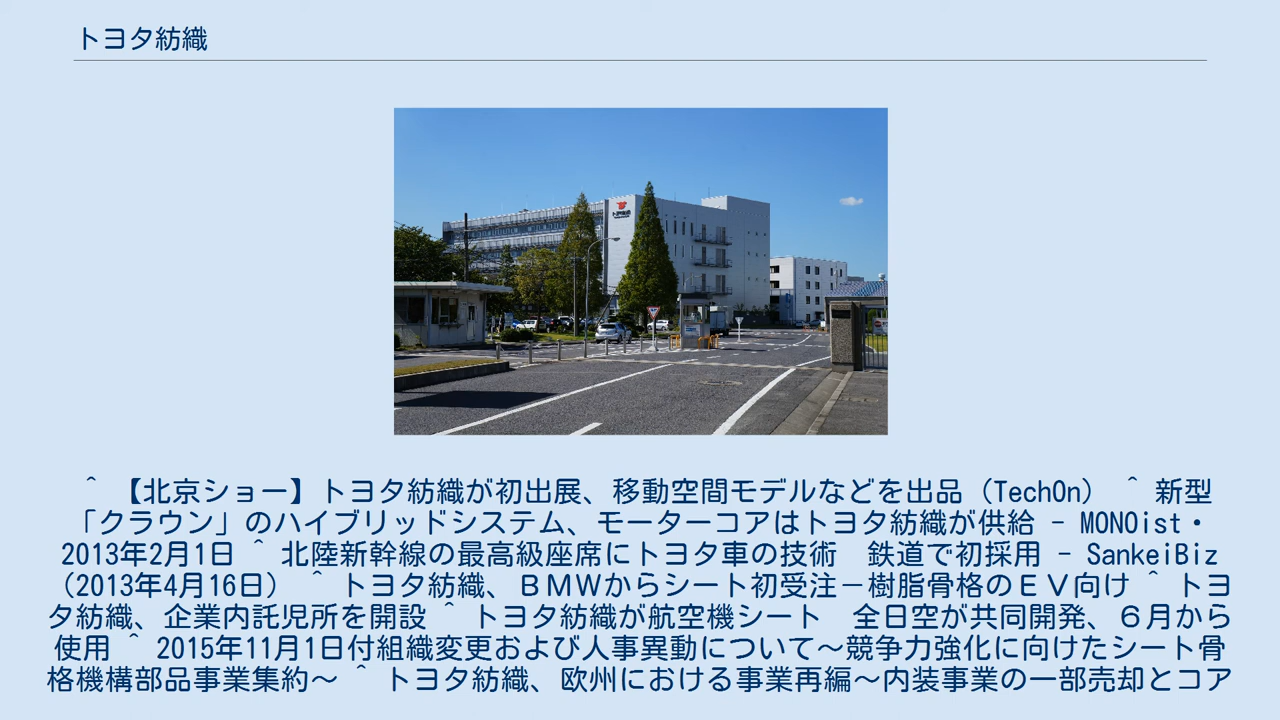 トヨタ紡織
トヨタ紡織
＾ 【北京ショー】トヨタ紡織が初出展、移動空間モデルなどを出品（TechOn） ＾ 新型
「クラウン」のハイブリッドシステム、モーターコアはトヨタ紡織が供給 - MONOist・
2013年2月1日 ＾ 北陸新幹線の最高級座席にトヨタ車の技術　鉄道で初採用 - SankeiBiz
（2013年4月16日） ＾ トヨタ紡織、ＢＭＷからシート初受注－樹脂骨格のＥＶ向け ＾ トヨ
タ紡織、企業内託児所を開設 ＾ トヨタ紡織が航空機シート　全日空が共同開発、６月から
使用 ＾ 2015年11月1日付組織変更および人事異動について～競争力強化に向けたシート骨
格機構部品事業集約～ ＾ トヨタ紡織、欧州における事業再編～内装事業の一部売却とコア